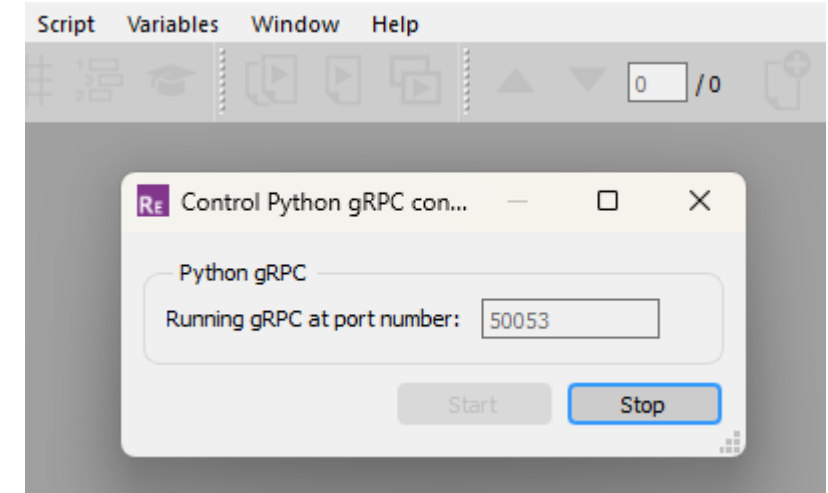 Script Variables Window Help
0 / 0
RE Control Python gRPC con...
Python gRPC
Running gRPC at port number: 50053
Start Stop